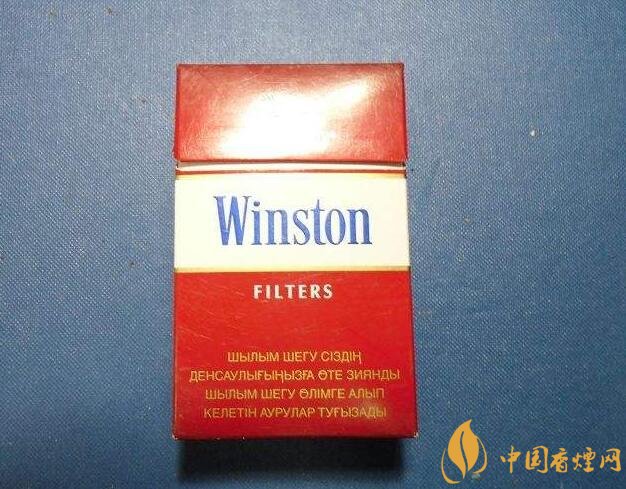 Winston
FILTERS
ШЫЛЫМ ШЕГУ СІЗДІҢ
ДЕНСАУЛЫҒЫҢЫЗҒА ӨТЕ ЗИЯНДЫ
ШЫЛЫМ ШЕГУ ӨЛІМГЕ АЛЫП
КЕЛЕТІН АУРУЛАР ТУҒЫЗАДЫ
中国香煙网